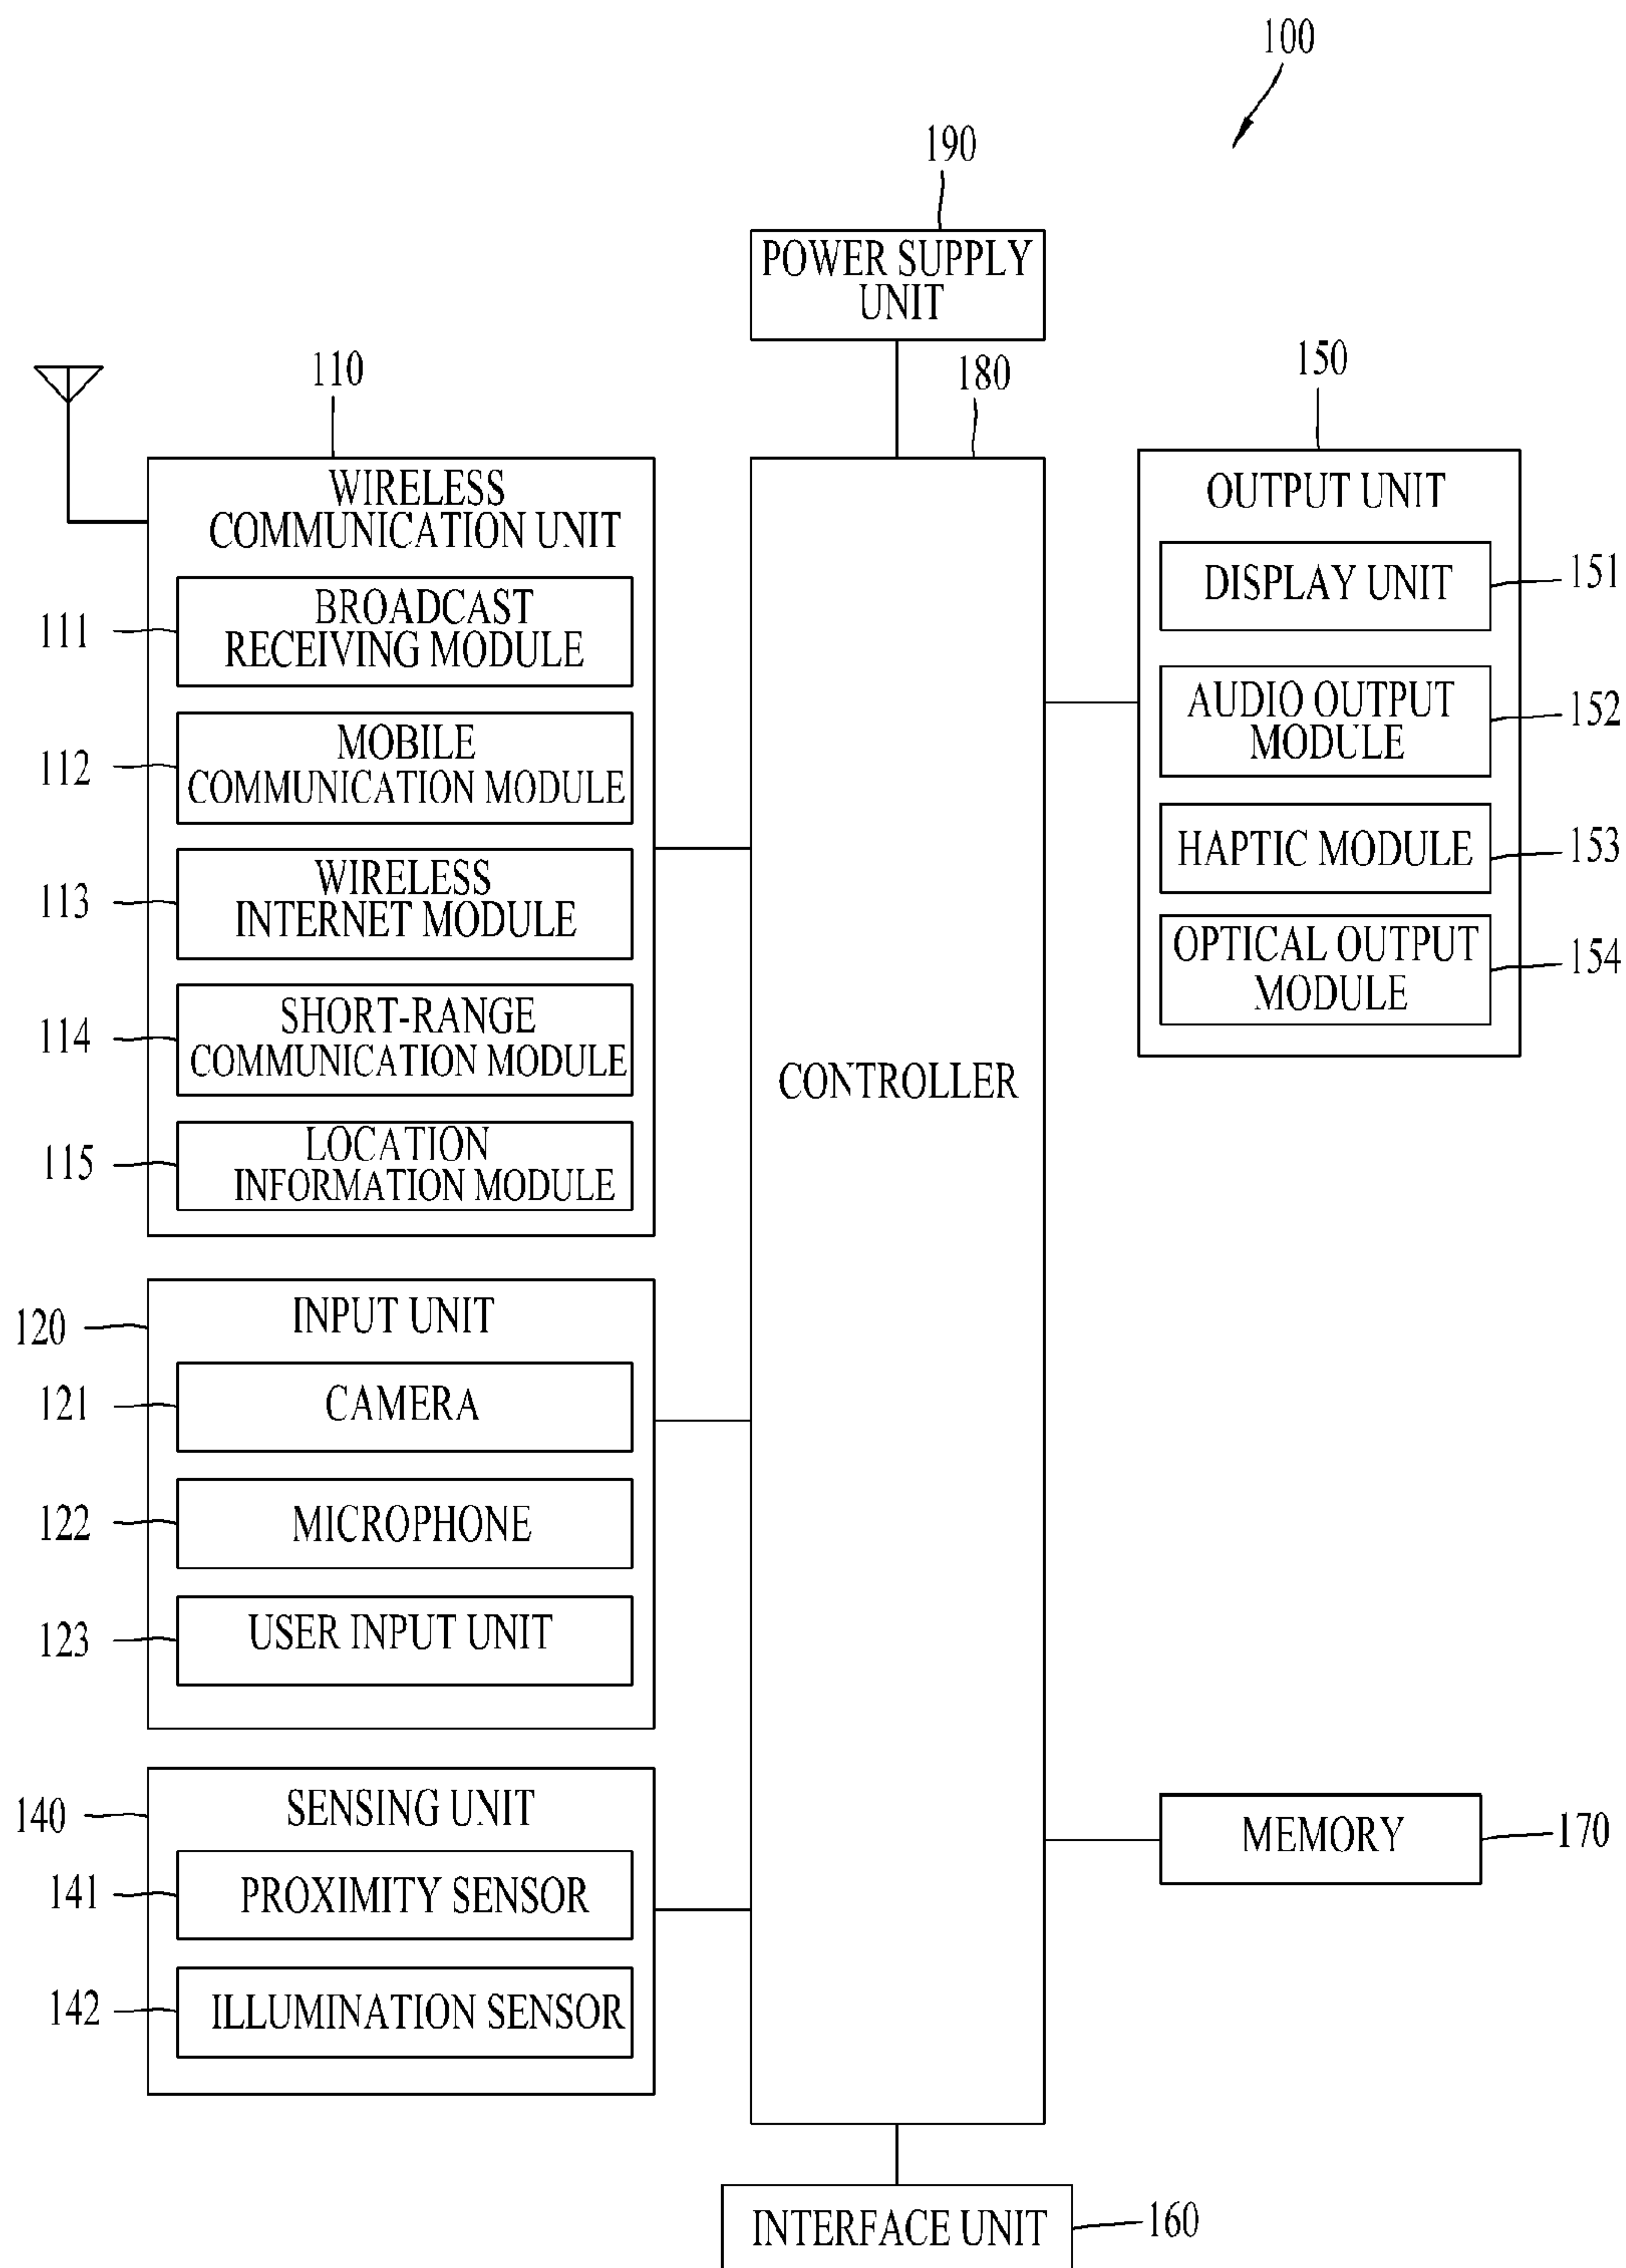 100
190
POWER SUPPLY
UNIT
110
180
150
WIRELESS
COMMUNICATION UNIT
111
BROADCAST
RECEIVING MODULE
112
MOBILE
COMMUNICATION MODULE
113
WIRELESS
INTERNET MODULE
114
SHORT-RANGE
COMMUNICATION MODULE
115
LOCATION
INFORMATION MODULE
120
INPUT UNIT
121
CAMERA
122
MICROPHONE
123
USER INPUT UNIT
140
SENSING UNIT
141
PROXIMITY SENSOR
142
ILLUMINATION SENSOR
CONTROLLER
OUTPUT UNIT
DISPLAY UNIT
151
AUDIO OUTPUT
MODULE
152
HAPTIC MODULE
153
OPTICAL OUTPUT
MODULE
154
MEMORY
170
INTERFACE UNIT
160